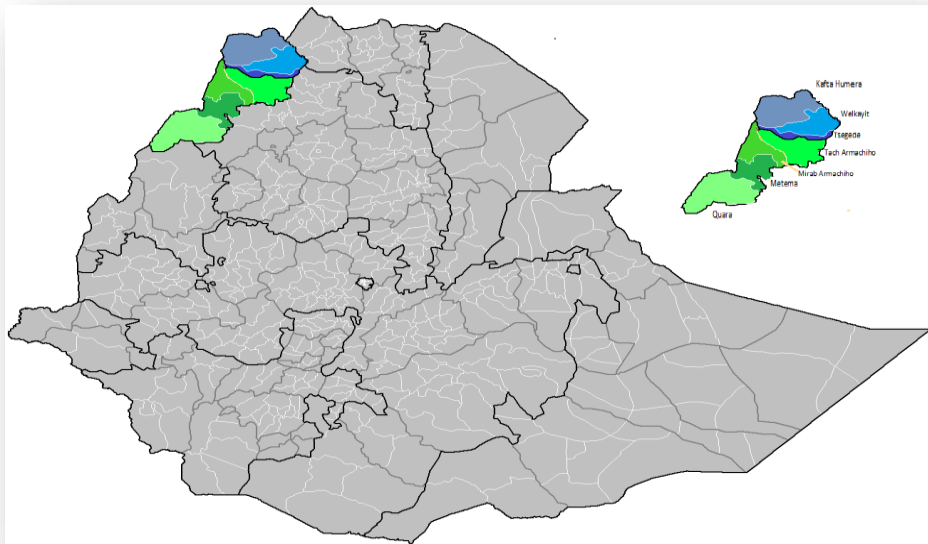 Kafta Humera
Welkayit
Tsegede
Tach Armachiho
Mirab Armachiho
Metema
Quara